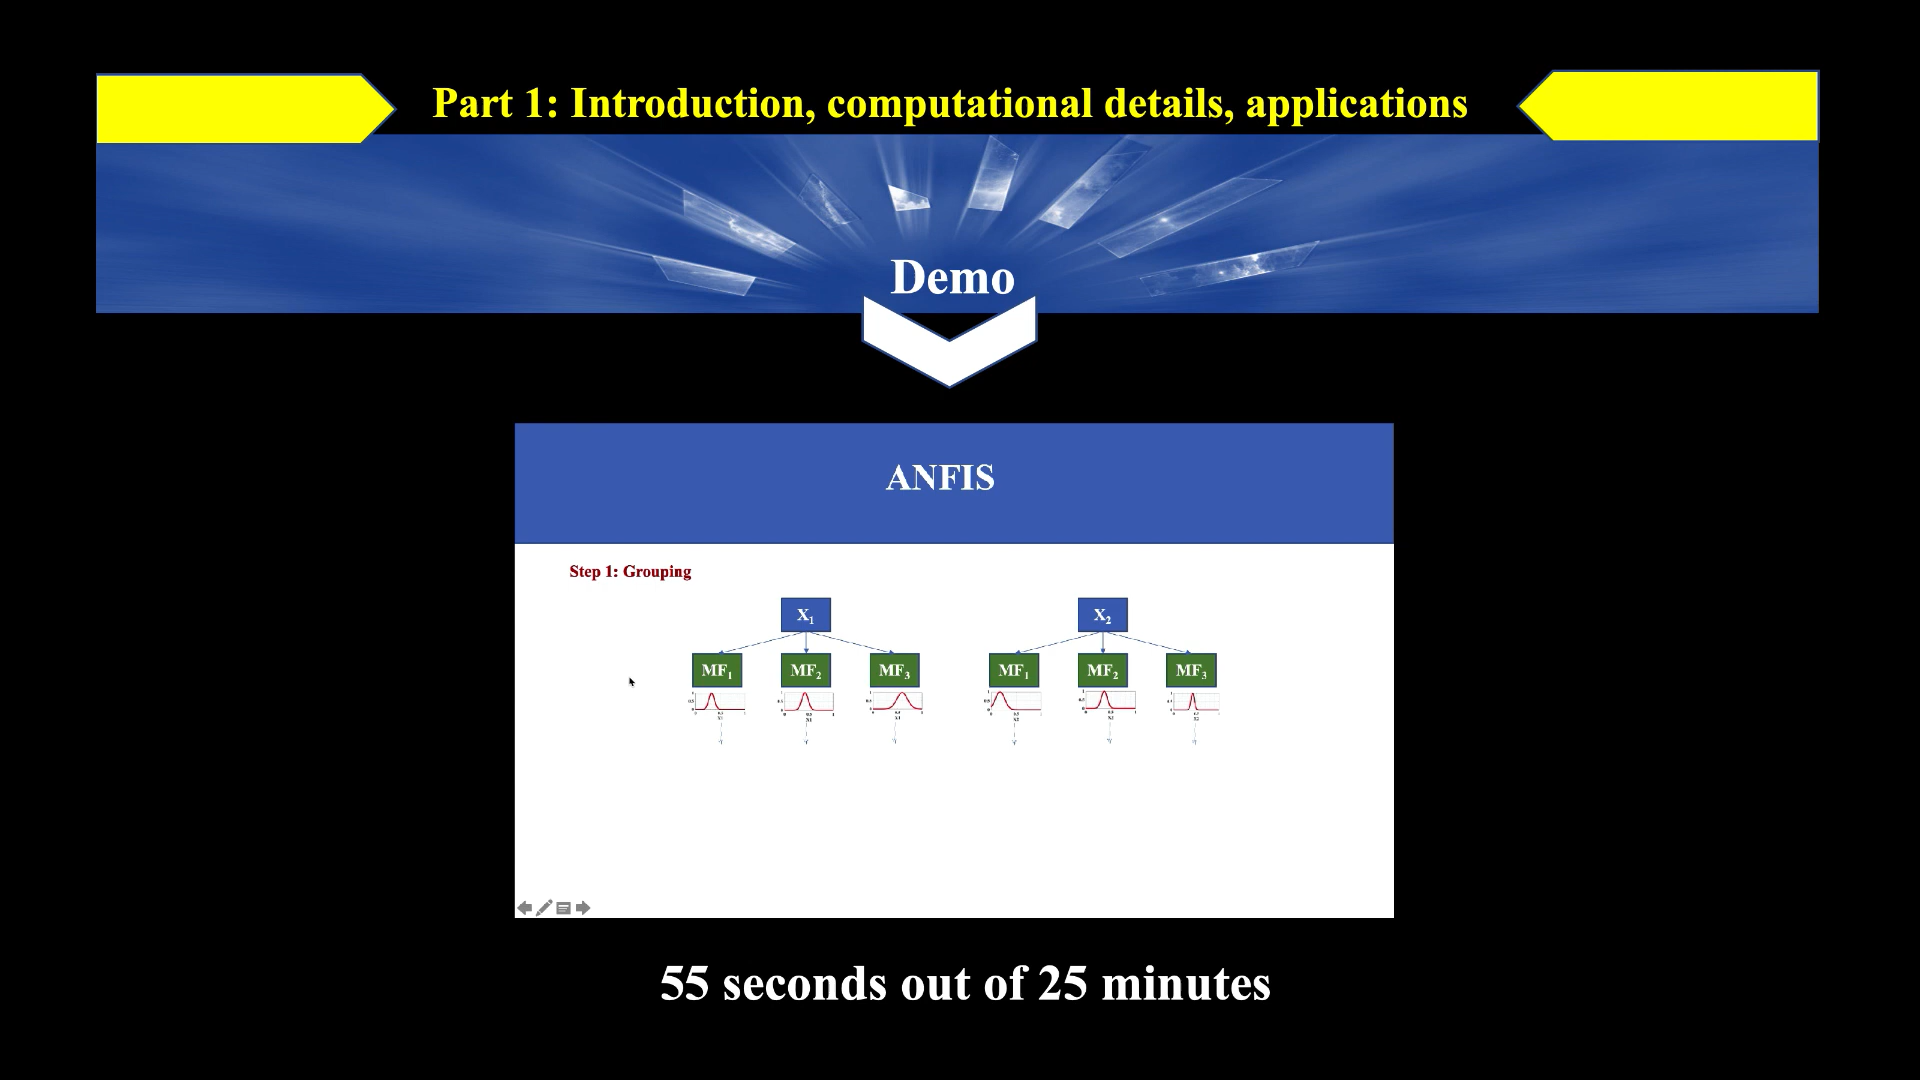 Part 1: Introduction, computational details, applications
Demo
ANFIS
Step 1: Grouping
X₁ X₂
MF₁ MF₂ MF₃ MF₁ MF₂ MF₃
55 seconds out of 25 minutes